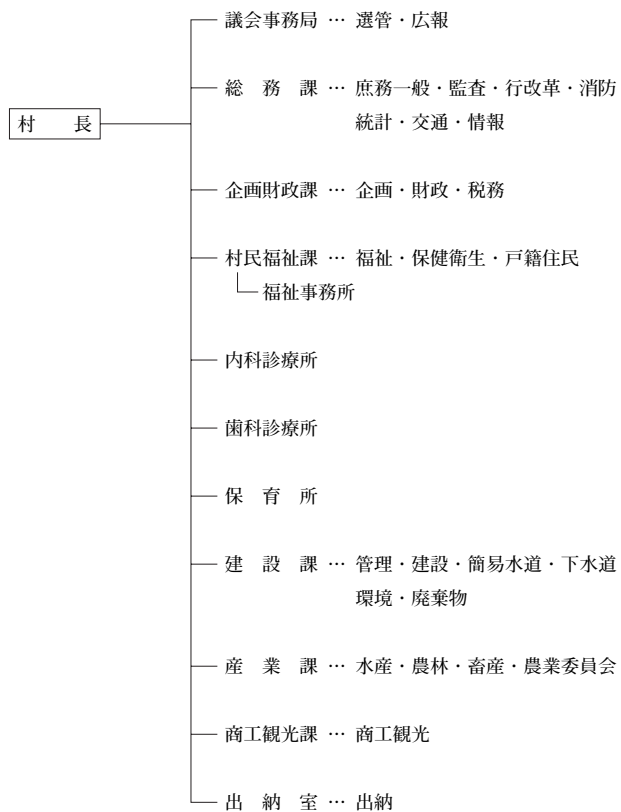 議会事務局 … 選管・広報
総務課 … 庶務一般・監査・行改革・消防
統計・交通・情報
村長
企画財政課 … 企画・財政・税務
村民福祉課 … 福祉・保健衛生・戸籍住民
福祉事務所
内科診療所
歯科診療所
保育所
建設課 … 管理・建設・簡易水道・下水道
環境・廃棄物
産業課 … 水産・農林・畜産・農業委員会
商工観光課 … 商工観光
出納室 … 出納